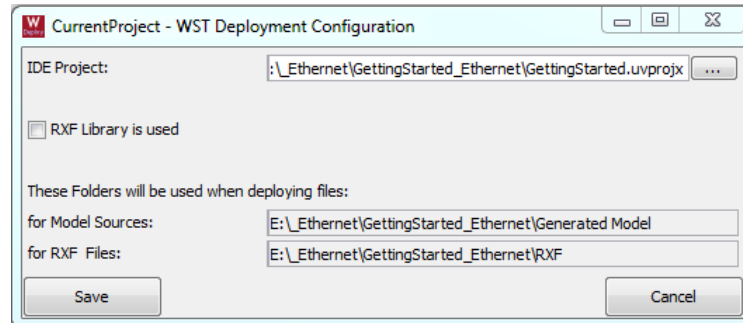 W
Deploy
CurrentProject - WST Deployment Configuration
IDE Project:
:\_Ethernet\GettingStarted_Ethernet\GettingStarted.uvprojx
...
RXF Library is used
These Folders will be used when deploying files:
for Model Sources:
E:\_Ethernet\GettingStarted_Ethernet\Generated Model
for RXF  Files:
E:\_Ethernet\GettingStarted_Ethernet\RXF
Save
Cancel